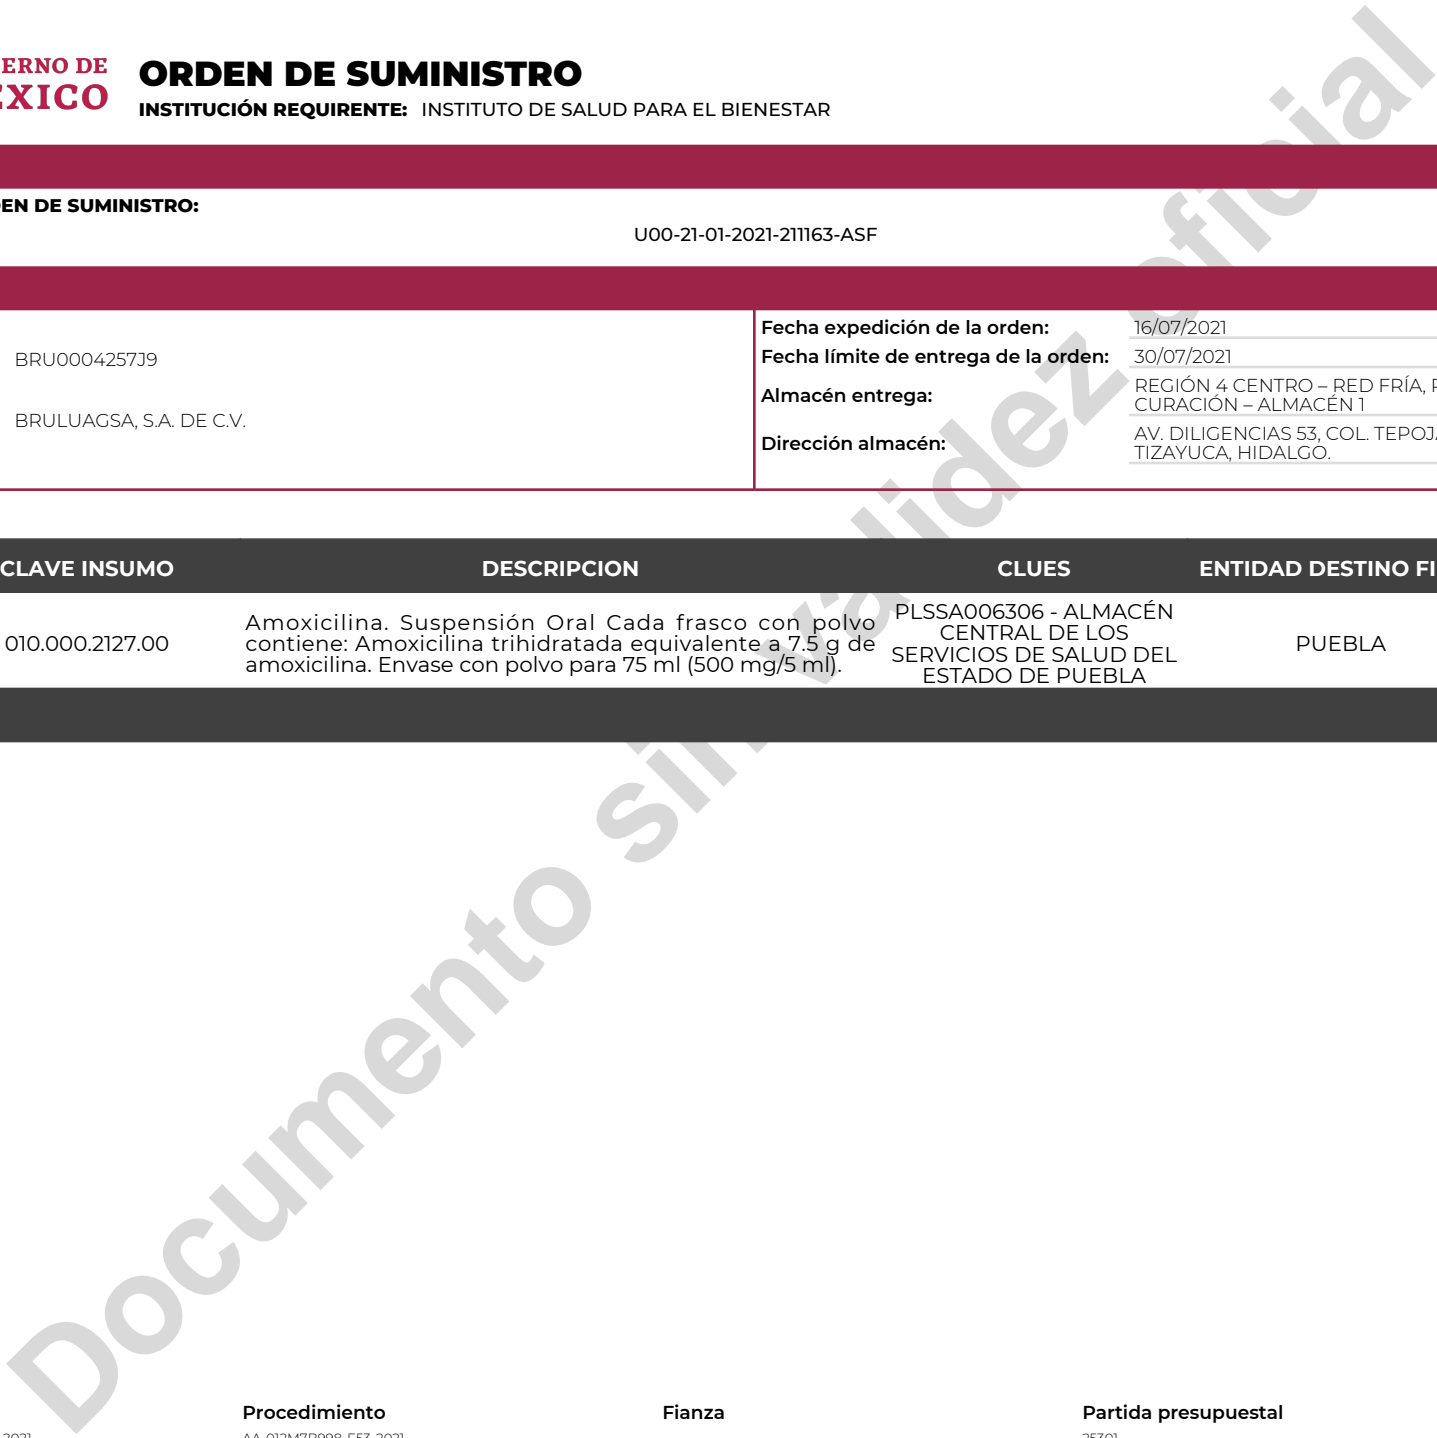 ERNO DE
ÉXICO
ORDEN DE SUMINISTRO
INSTITUCIÓN REQUIRENTE: INSTITUTO DE SALUD PARA EL BIENESTAR
EN DE SUMINISTRO:
U00-21-01-2021-211163-ASF
BRU0004257J9
BRULUAGSA, S.A. DE C.V.
Fecha expedición de la orden: 16/07/2021
Fecha límite de entrega de la orden: 30/07/2021
Almacén entrega: REGIÓN 4 CENTRO – RED FRÍA,
CURACIÓN – ALMACÉN 1
Dirección almacén: AV. DILIGENCIAS 53, COL. TEPOJ
TIZAYUCA, HIDALGO.
CLAVE INSUMO DESCRIPCION CLUES ENTIDAD DESTINO FI
010.000.2127.00
Amoxicilina. Suspensión Oral Cada frasco con polvo
contiene: Amoxicilina trihidratada equivalente a 7.5 g de
amoxicilina. Envase con polvo para 75 ml (500 mg/5 ml).
PLSSA006306 - ALMACÉN
CENTRAL DE LOS
SERVICIOS DE SALUD DEL
ESTADO DE PUEBLA
PUEBLA
Documento sin validez oficial
Procedimiento Fianza Partida presupuestal